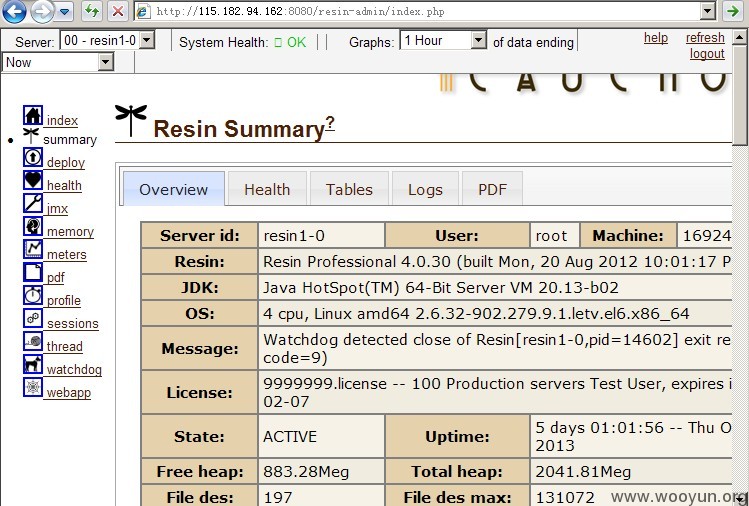 http://115.182.94.162:8080/resin-admin/index.php
Server: 00 - resin1-0 System Health: OK Graphs: 1 Hour of data ending help refresh
Now logout
CAUCHO
index
summary
deploy
health
jmx
memory
meters
pdf
profile
sessions
thread
watchdog
webapp
Resin Summary?
Overview Health Tables Logs PDF
Server id: resin1-0 User: root Machine: 16924
Resin: Resin Professional 4.0.30 (built Mon, 20 Aug 2012 10:01:17 P
JDK: Java HotSpot(TM) 64-Bit Server VM 20.13-b02
OS: 4 cpu, Linux amd64 2.6.32-902.279.9.1.letv.el6.x86_64
Message: Watchdog detected close of Resin[resin1-0,pid=14602] exit re
code=9)
License: 9999999.license -- 100 Production servers Test User, expires i
02-07
State: ACTIVE Uptime: 5 days 01:01:56 -- Thu O
2013
Free heap: 883.28Meg Total heap: 2041.81Meg
File des: 197 File des max: 131072
www.wooyun.org